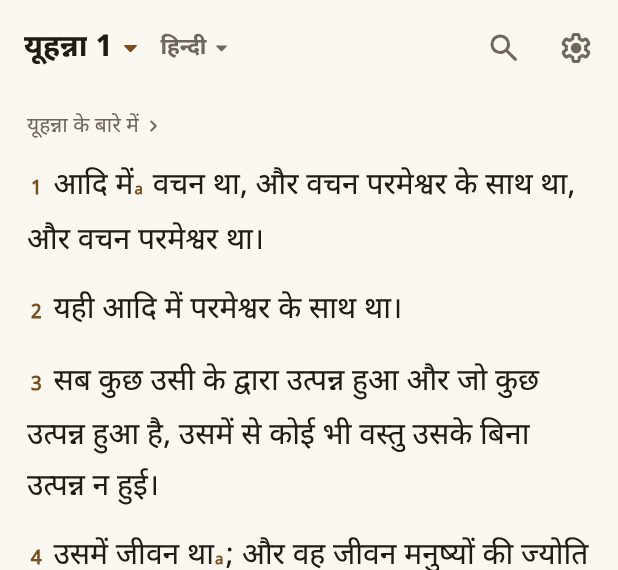 यूहन्ना 1 हिन्दी
यूहन्ना के बारे में
1 आदि मेंa वचन था, और वचन परमेश्वर के साथ था,
और वचन परमेश्वर था।
2 यही आदि में परमेश्वर के साथ था।
3 सब कुछ उसी के द्वारा उत्पन्न हुआ और जो कुछ
उत्पन्न हुआ है, उसमें से कोई भी वस्तु उसके बिना
उत्पन्न न हुई।
4 उसमें जीवन थाa; और वह जीवन मनुष्यों की ज्योति